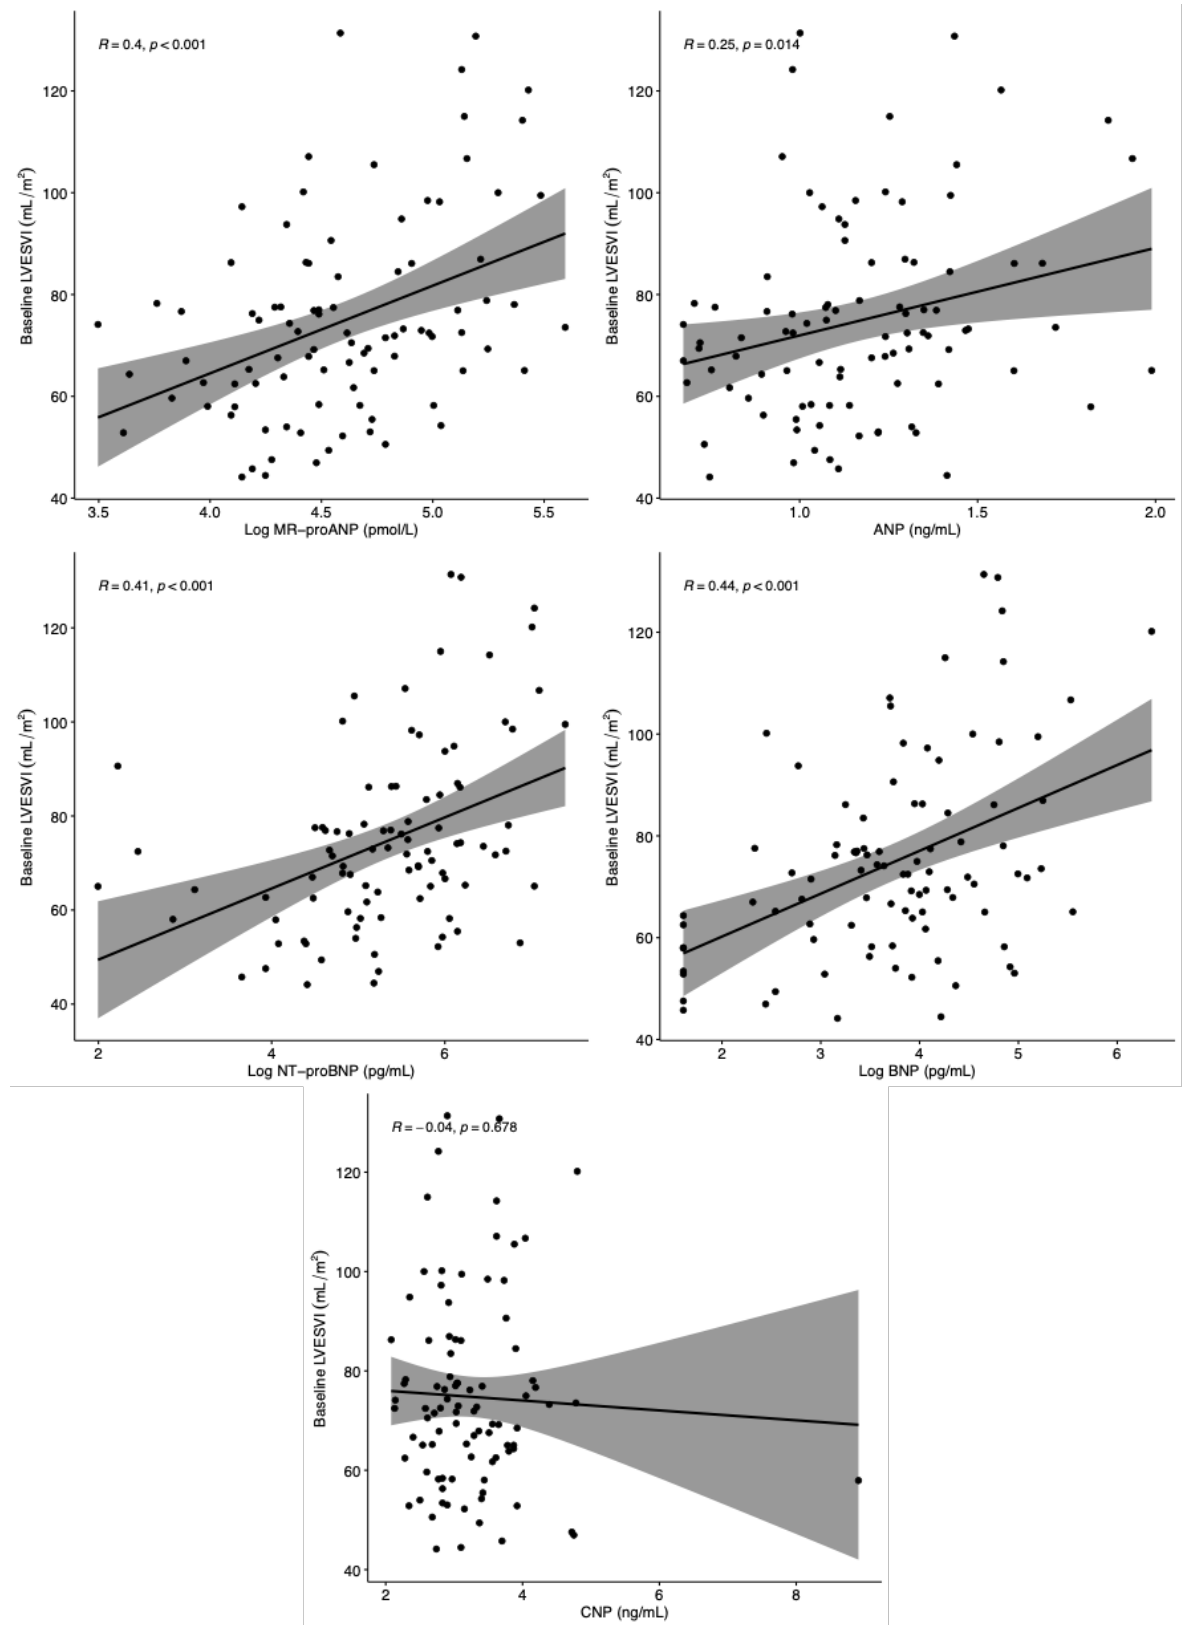 R = 0.4, p < 0.001
120
100
80
60
40
Baseline LVESVI (mL/m²)
3.5 4.0 4.5 5.0 5.5
Log MR−proANP (pmol/L)
R = 0.25, p = 0.014
120
100
80
60
40
Baseline LVESVI (mL/m²)
1.0 1.5 2.0
ANP (ng/mL)
R = 0.41, p < 0.001
120
100
80
60
40
Baseline LVESVI (mL/m²)
2 4 6
Log NT−proBNP (pg/mL)
R = 0.44, p < 0.001
120
100
80
60
40
Baseline LVESVI (mL/m²)
2 3 4 5 6
Log BNP (pg/mL)
R = −0.04, p = 0.678
120
100
80
60
40
Baseline LVESVI (mL/m²)
2 4 6 8
CNP (ng/mL)